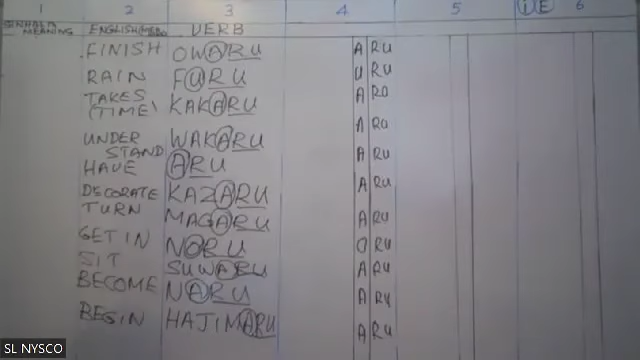 1 2 3 4 5 i E 6
SINHALA MEANING ENGLISH VERB
FINISH OWARU A RU
RAIN FURU U RU
TAKES (TIME) KAKARU A RU
UNDER STAND WAKARU A RU
HAVE ARU A RU
DECORATE KAZARU A RU
TURN MAGARU A RU
GET IN NORU O RU
SIT SUWARU A RU
BECOME NARU A RU
BEGIN HAJIMARU A RU
SL NYSCO